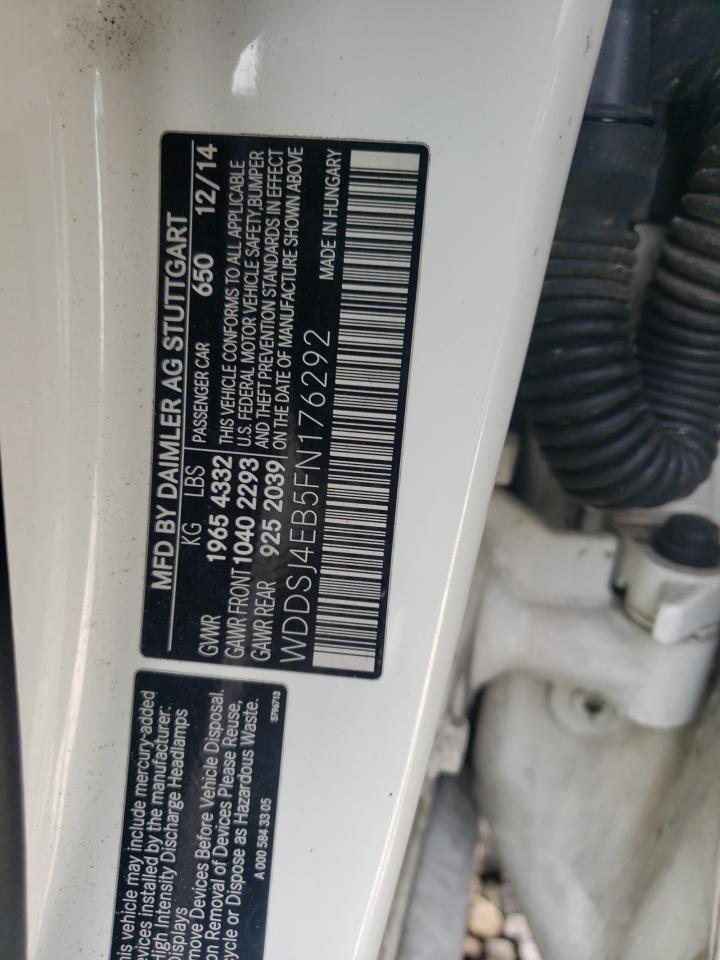 MFD BY DAIMLER AG STUTTGART
KG LBS PASSENGER CAR 650 12/14
GWR 1965 4332 THIS VEHICLE CONFORMS TO ALL APPLICABLE
GAWR FRONT 1040 2293 U.S. FEDERAL MOTOR VEHICLE SAFETY, BUMPER
GAWR REAR 925 2039 AND THEFT PREVENTION STANDARDS IN EFFECT
ON THE DATE OF MANUFACTURE SHOWN ABOVE
WDDSJ4EB5FN176292 MADE IN HUNGARY
his vehicle may include mercury-added
evices installed by the manufacturer:
High Intensity Discharge Headlamps
Displays
move Devices Before Vehicle Disposal.
on Removal of Devices Please Reuse,
cycle or Dispose as Hazardous Waste.
A 000 584 33 05 5796713